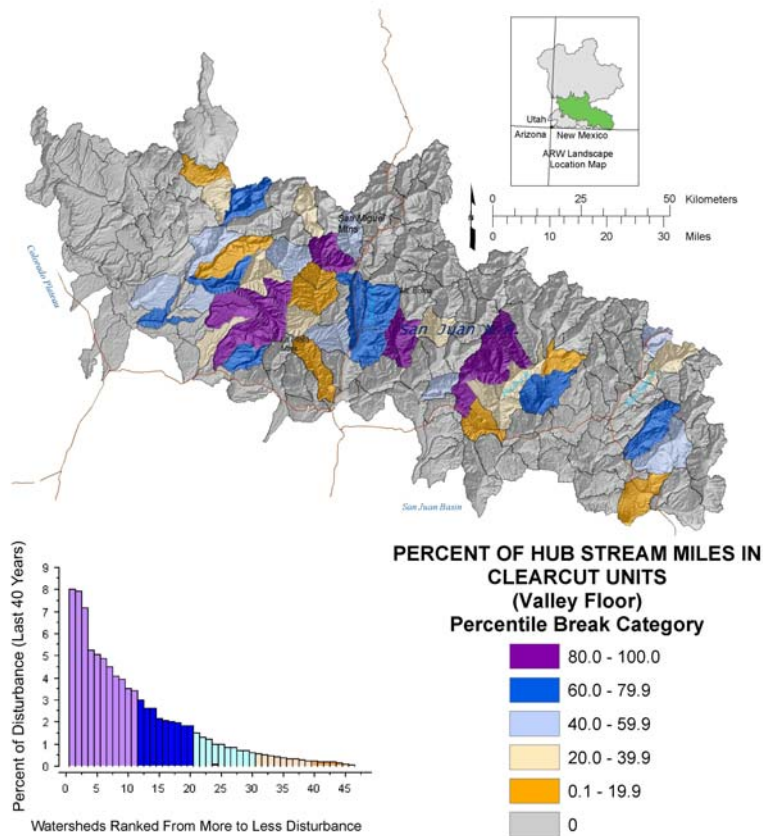 Utah
Arizona
New Mexico
ARW Landscape
Location Map
0 25 50 Kilometers
0 10 20 30 Miles
San Miguel
Mtns
Colorado Plateau
San Juan
San Juan Basin
PERCENT OF HUB STREAM MILES IN
CLEARCUT UNITS
(Valley Floor)
Percentile Break Category
80.0 - 100.0
60.0 - 79.9
40.0 - 59.9
20.0 - 39.9
0.1 - 19.9
0
Percent of Disturbance (Last 40 Years)
9
8
7
6
5
4
3
2
1
0
0 5 10 15 20 25 30 35 40 45
Watersheds Ranked From More to Less Disturbance